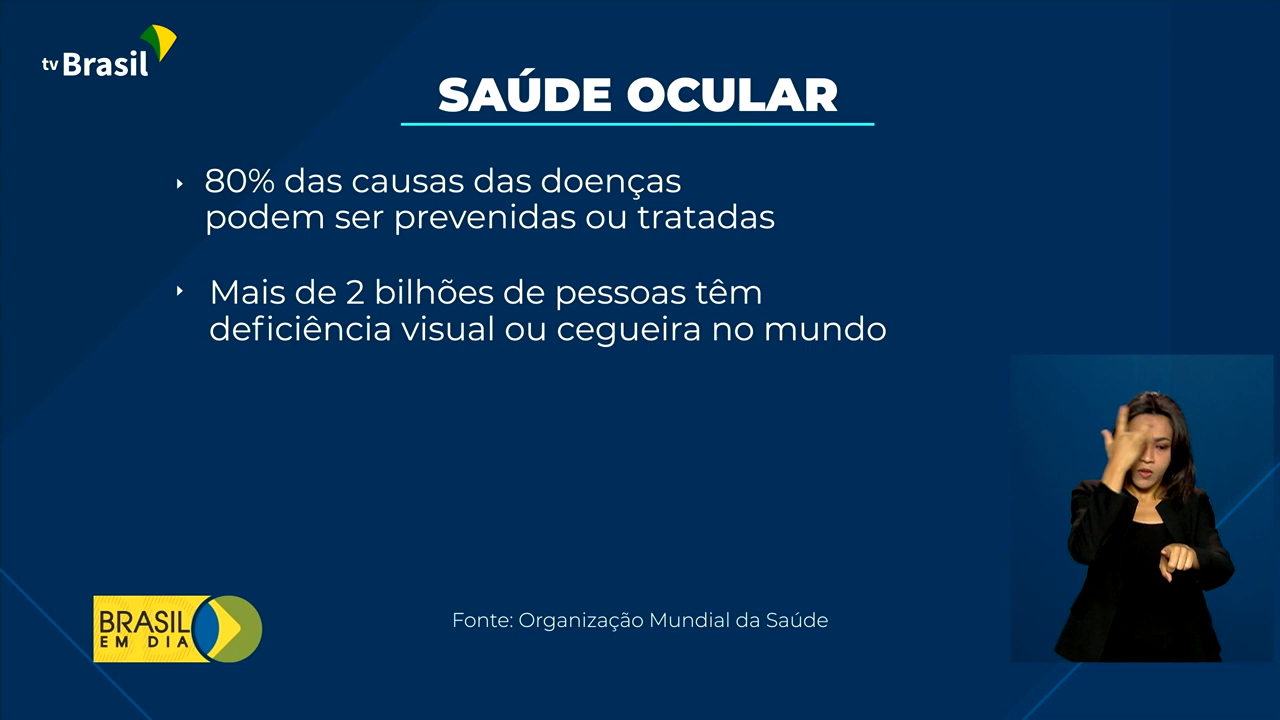 tv Brasil
SAÚDE OCULAR
80% das causas das doenças
podem ser prevenidas ou tratadas
Mais de 2 bilhões de pessoas têm
deficiência visual ou cegueira no mundo
Fonte: Organização Mundial da Saúde
BRASIL
EM DIA